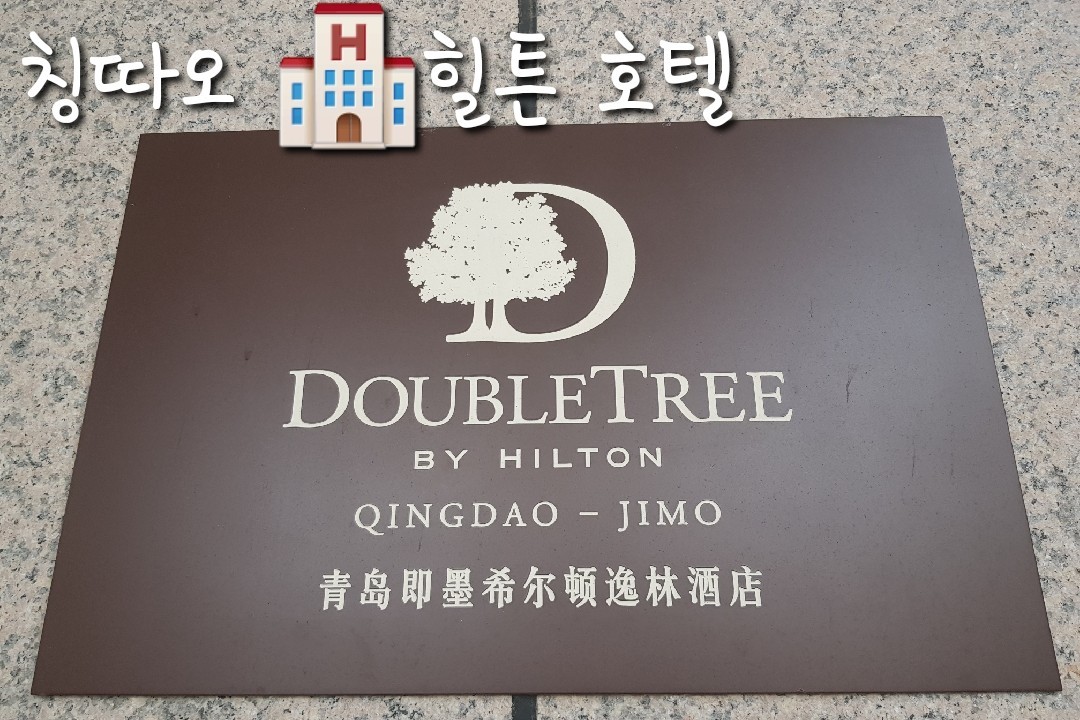 칭따오 힐튼 호텔
DOUBLETREE
BY HILTON
QINGDAO – JIMO
青岛即墨希尔顿逸林酒店